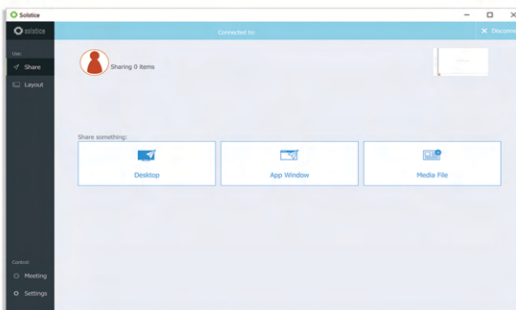 Solstice
solstice
Connected to:
Disconnect
Use:
Share
Sharing 0 Items
Layout
Share something:
Desktop
App Window
Media File
Control:
Meeting
Settings